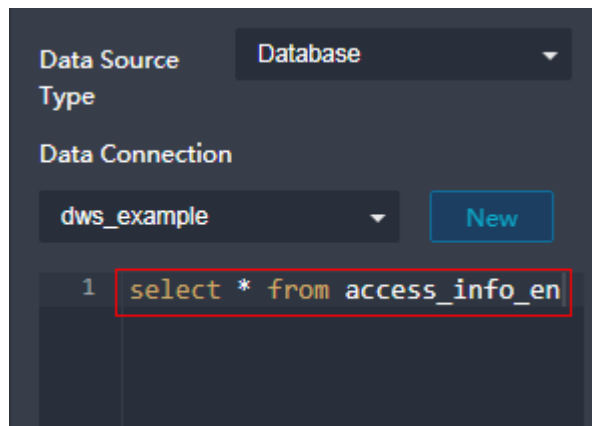 Data Source Type
Database
Data Connection
dws_example
New
1 select * from access_info_en